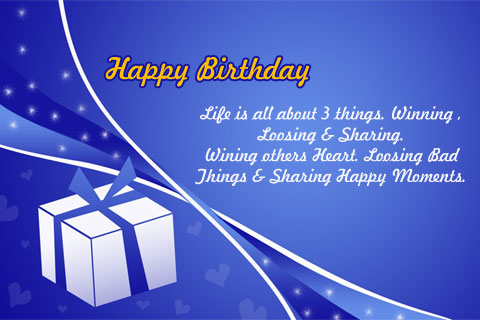 Happy Birthday
Life is all about 3 things. Winning ,
Loosing & Sharing.
Wining others Heart. Loosing Bad
Things & Sharing Happy Moments.